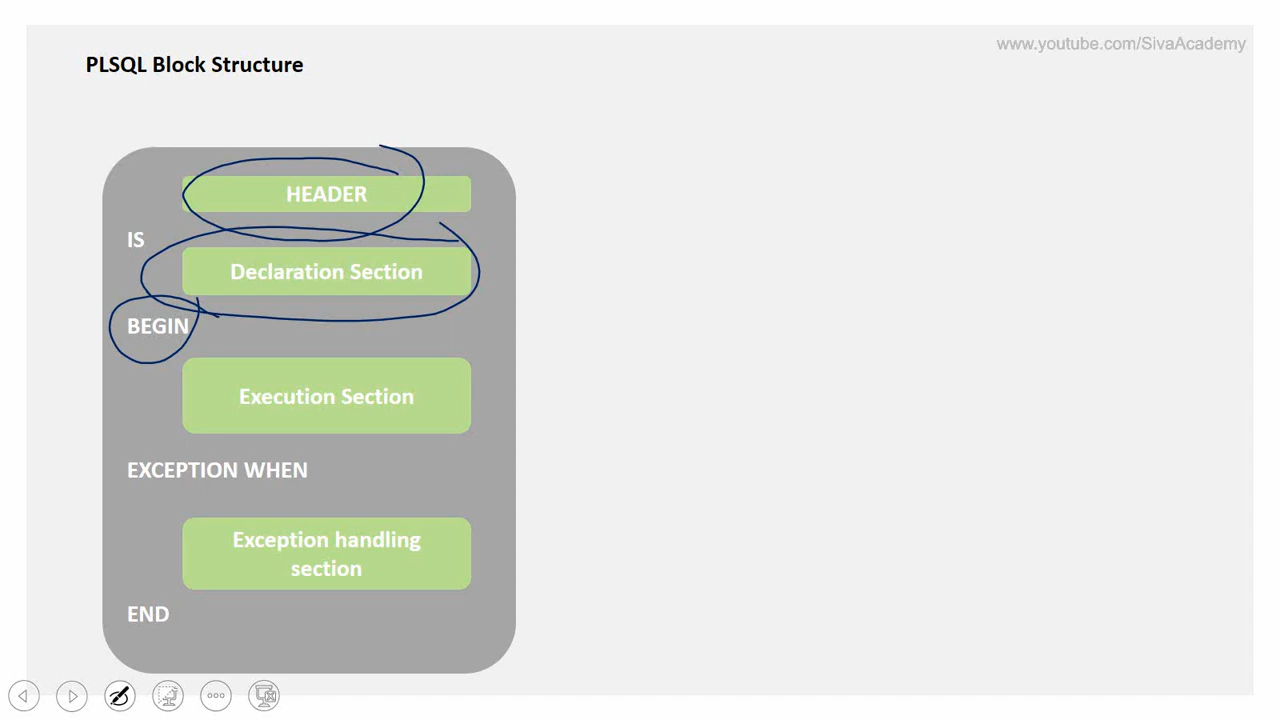 www.youtube.com/SivaAcademy
PLSQL Block Structure
HEADER
IS
Declaration Section
BEGIN
Execution Section
EXCEPTION WHEN
Exception handling
section
END